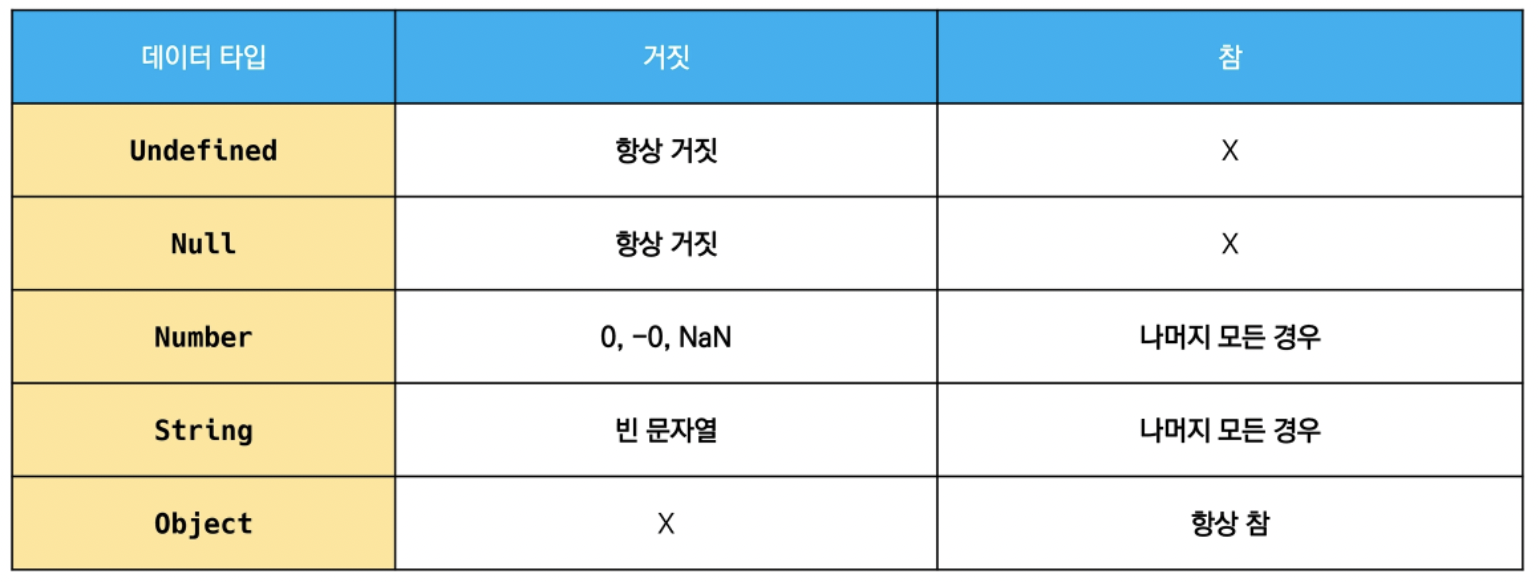 데이터 타입 거짓 참
Undefined 항상 거짓 X
Null 항상 거짓 X
Number 0, -0, NaN 나머지 모든 경우
String 빈 문자열 나머지 모든 경우
Object X 항상 참